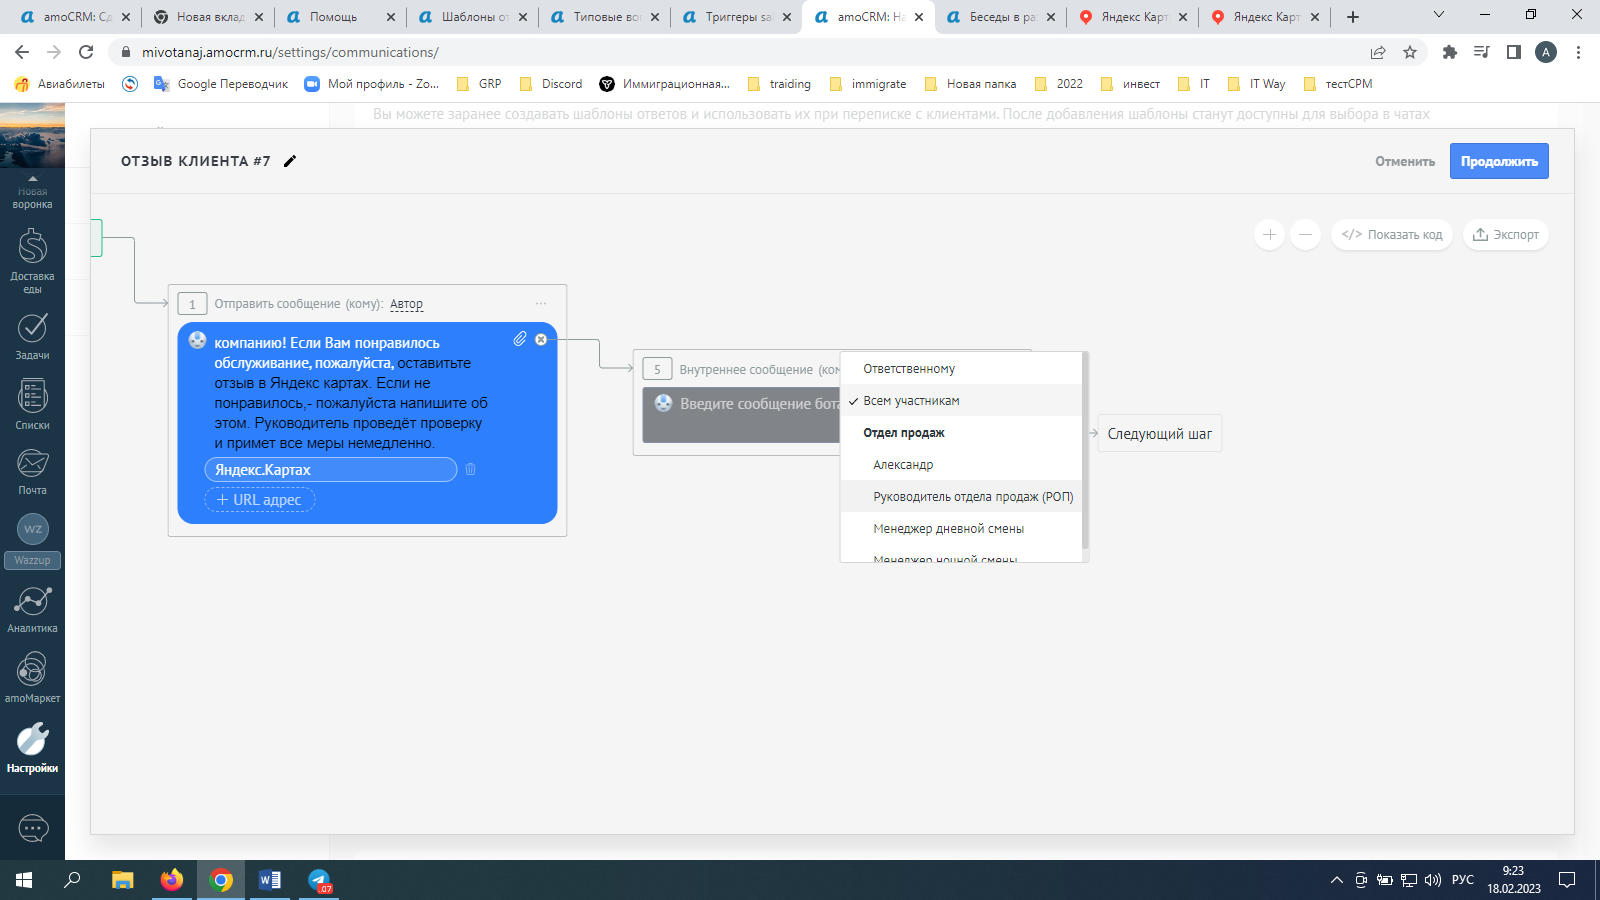 amoCRM: Сд
Новая вклад
Помощь
Шаблоны от
Типовые во
Триггеры sa
amoCRM: На
Беседы в ра
Яндекс Карт
Яндекс Карт
mivotanaj.amocrm.ru/settings/communications/
A
Авиабилеты
Google Переводчик
Мой профиль - Zo...
GRP
Discord
Иммиграционная...
traiding
immigrate
Новая папка
2022
инвест
IT
IT Way
тестCPM
Вы можете заранее создавать шаблоны ответов и использовать их при переписке с клиентами. После добавления шаблоны станут доступны для выбора в чатах
ОТЗЫВ КЛИЕНТА #7
Отменить
Продолжить
Новая
воронка
Доставка
еды
Задачи
Списки
Почта
WZ
Wazzup
Аналитика
amoМаркет
Настройки
</> Показать код
Экспорт
1 Отправить сообщение (кому): Автор ...
компанию! Если Вам понравилось
обслуживание, пожалуйста, оставитьте
отзыв в Яндекс картах. Если не
понравилось,- пожалуйста напишите об
этом. Руководитель проведёт проверку
и примет все меры немедленно.
Яндекс.Картах
+ URL адрес
5 Внутреннее сообщение (ком
Введите сообщение бота
Ответственному
Всем участникам
Отдел продаж
Александр
Руководитель отдела продаж (РОП)
Менеджер дневной смены
Менеджер ночной смены
Следующий шаг
.07
РУС
9:23
18.02.2023